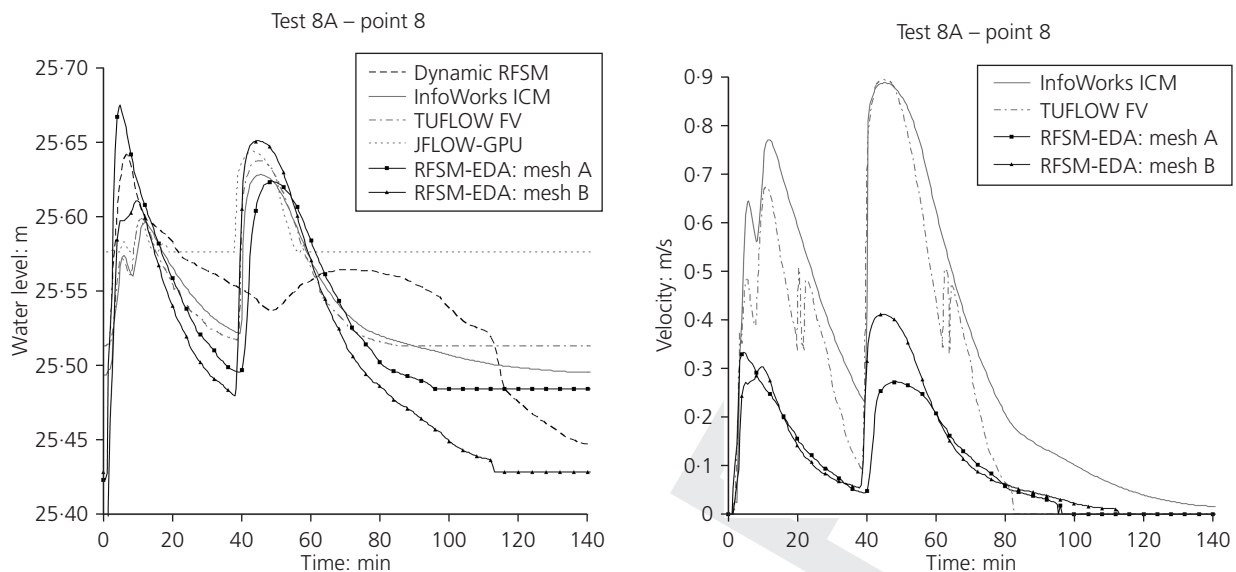 Test 8A – point 8
25·70
25·65
25·60
25·55
25·50
25·45
25·40
Water level: m
Dynamic RFSM
InfoWorks ICM
TUFLOW FV
JFLOW-GPU
RFSM-EDA: mesh A
RFSM-EDA: mesh B
0 20 40 60 80 100 120 140
Time: min
Test 8A – point 8
0·9
0·8
0·7
0·6
0·5
0·4
0·3
0·2
0·1
0
Velocity: m/s
InfoWorks ICM
TUFLOW FV
RFSM-EDA: mesh A
RFSM-EDA: mesh B
0 20 40 60 80 100 120 140
Time: min